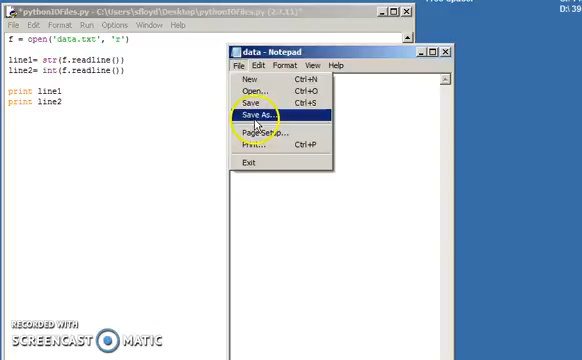 *pythonIOFiles.py - C:\Users\sfloyd\Desktop\pythonIOFiles.py (2.7.11)*
File Edit Format Run Options Window Help
f = open('data.txt', 'r')
line1= str(f.readline())
line2= int(f.readline())
print line1
print line2
data - Notepad
File Edit Format View Help
New Ctrl+N
Open... Ctrl+O
Save Ctrl+S
Save As...
Page Setup...
Print... Ctrl+P
Exit
RECORDED WITH
SCREENCAST MATIC